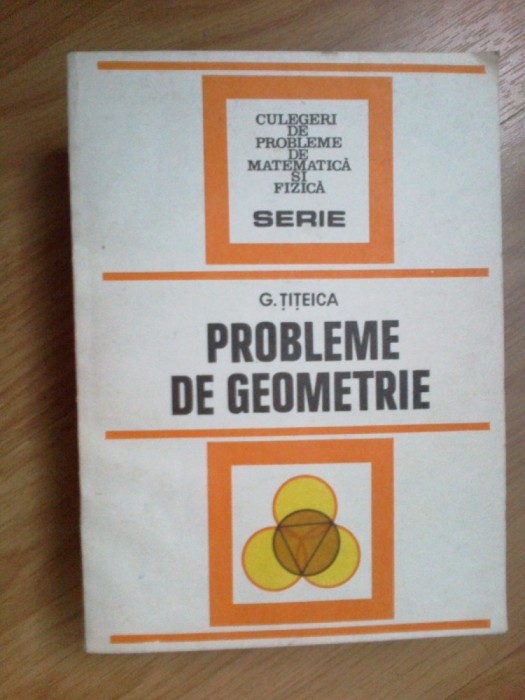 CULEGERI
DE
PROBLEME
DE
MATEMATICĂ
ȘI
FIZICĂ
SERIE
G. ȚIȚEICA
PROBLEME
DE GEOMETRIE